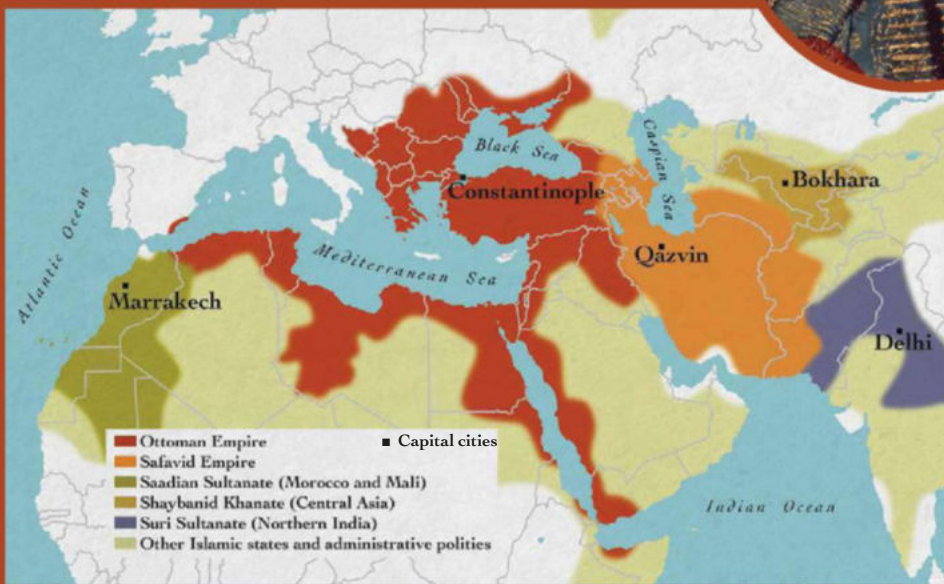 Black Sea
Caspian Sea
Bokhara
Constantinople
Atlantic Ocean
Mediterranean Sea
Qazvin
Marrakech
Delhi
Ottoman Empire
Capital cities
Safavid Empire
Saadian Sultanate (Morocco and Mali)
Shaybanid Khanate (Central Asia)
Suri Sultanate (Northern India)
Other Islamic states and administrative polities
Indian Ocean